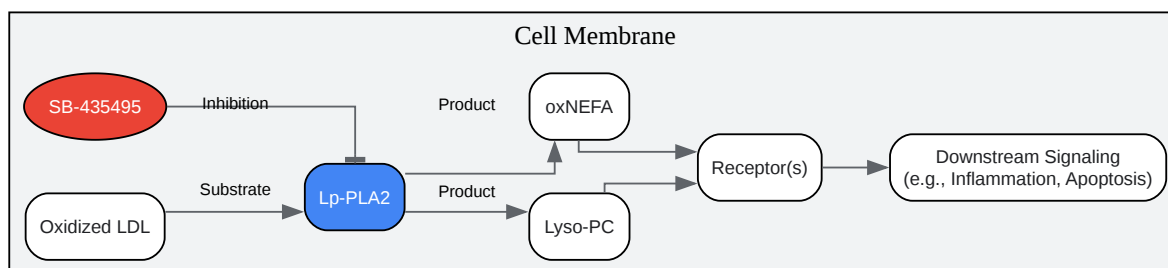 Cell Membrane
SB-435495
Inhibition
Product
oxNEFA
Substrate
Lp-PLA2
Product
Receptor(s)
Downstream Signaling
(e.g., Inflammation, Apoptosis)
Oxidized LDL
Lyso-PC